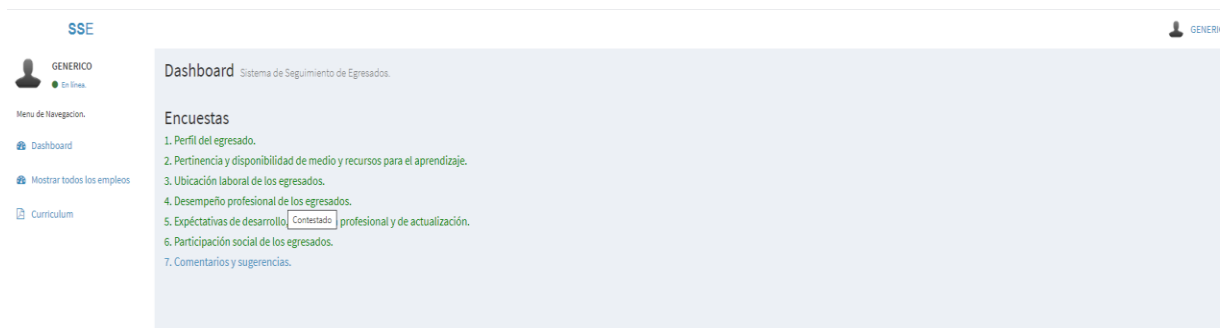 SSE
GENERI
GENERICO
En línea.
Menu de Navegacion.
Dashboard
Mostrar todos los empleos
Curriculum
Dashboard Sistema de Seguimiento de Egresados.
Encuestas
1. Perfil del egresado.
2. Pertinencia y disponibilidad de medio y recursos para el aprendizaje.
3. Ubicación laboral de los egresados.
4. Desempeño profesional de los egresados.
5. Expéctativas de desarrollo, Contestado profesional y de actualización.
6. Participación social de los egresados.
7. Comentarios y sugerencias.